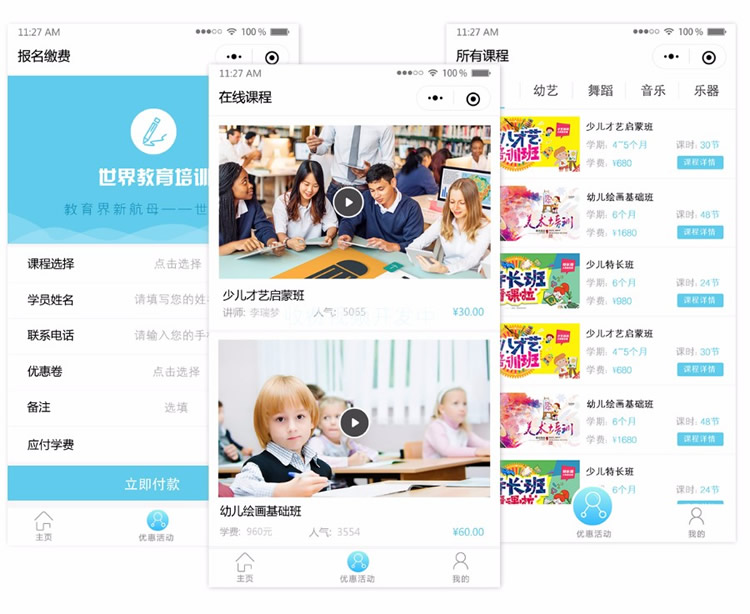 11:27 AM
100%
报名缴费
世界教育培训
教育界新航母——世
课程选择 点击选择
学员姓名 请填写您的姓
联系电话 请输入您的手
优惠卷 点击选择
备注 选填
应付学费
立即付款
主页 优惠活动
11:27 AM 100%
在线课程
少儿才艺启蒙班
讲师: 李瑞梦 人气: 5065 ¥30.00
幼儿绘画基础班
学费: 960元 人气: 3554 ¥60.00
主页 优惠活动 我的
11:27 AM 100%
所有课程
幼艺 舞蹈 音乐 乐器
少儿才艺启蒙班
学期: 4~5个月 课时: 30节
学费: ¥680 课程详情
幼儿绘画基础班
学期: 6个月 课时: 48节
学费: ¥1680 课程详情
少儿特长班
学期: 6个月 课时: 24节
学费: ¥980 课程详情
少儿才艺启蒙班
学期: 4~5个月 课时: 30节
学费: ¥680 课程详情
幼儿绘画基础班
学期: 6个月 课时: 48节
学费: ¥1680 课程详情
少儿特长班
6个月 课时: 24节
优惠活动 我的